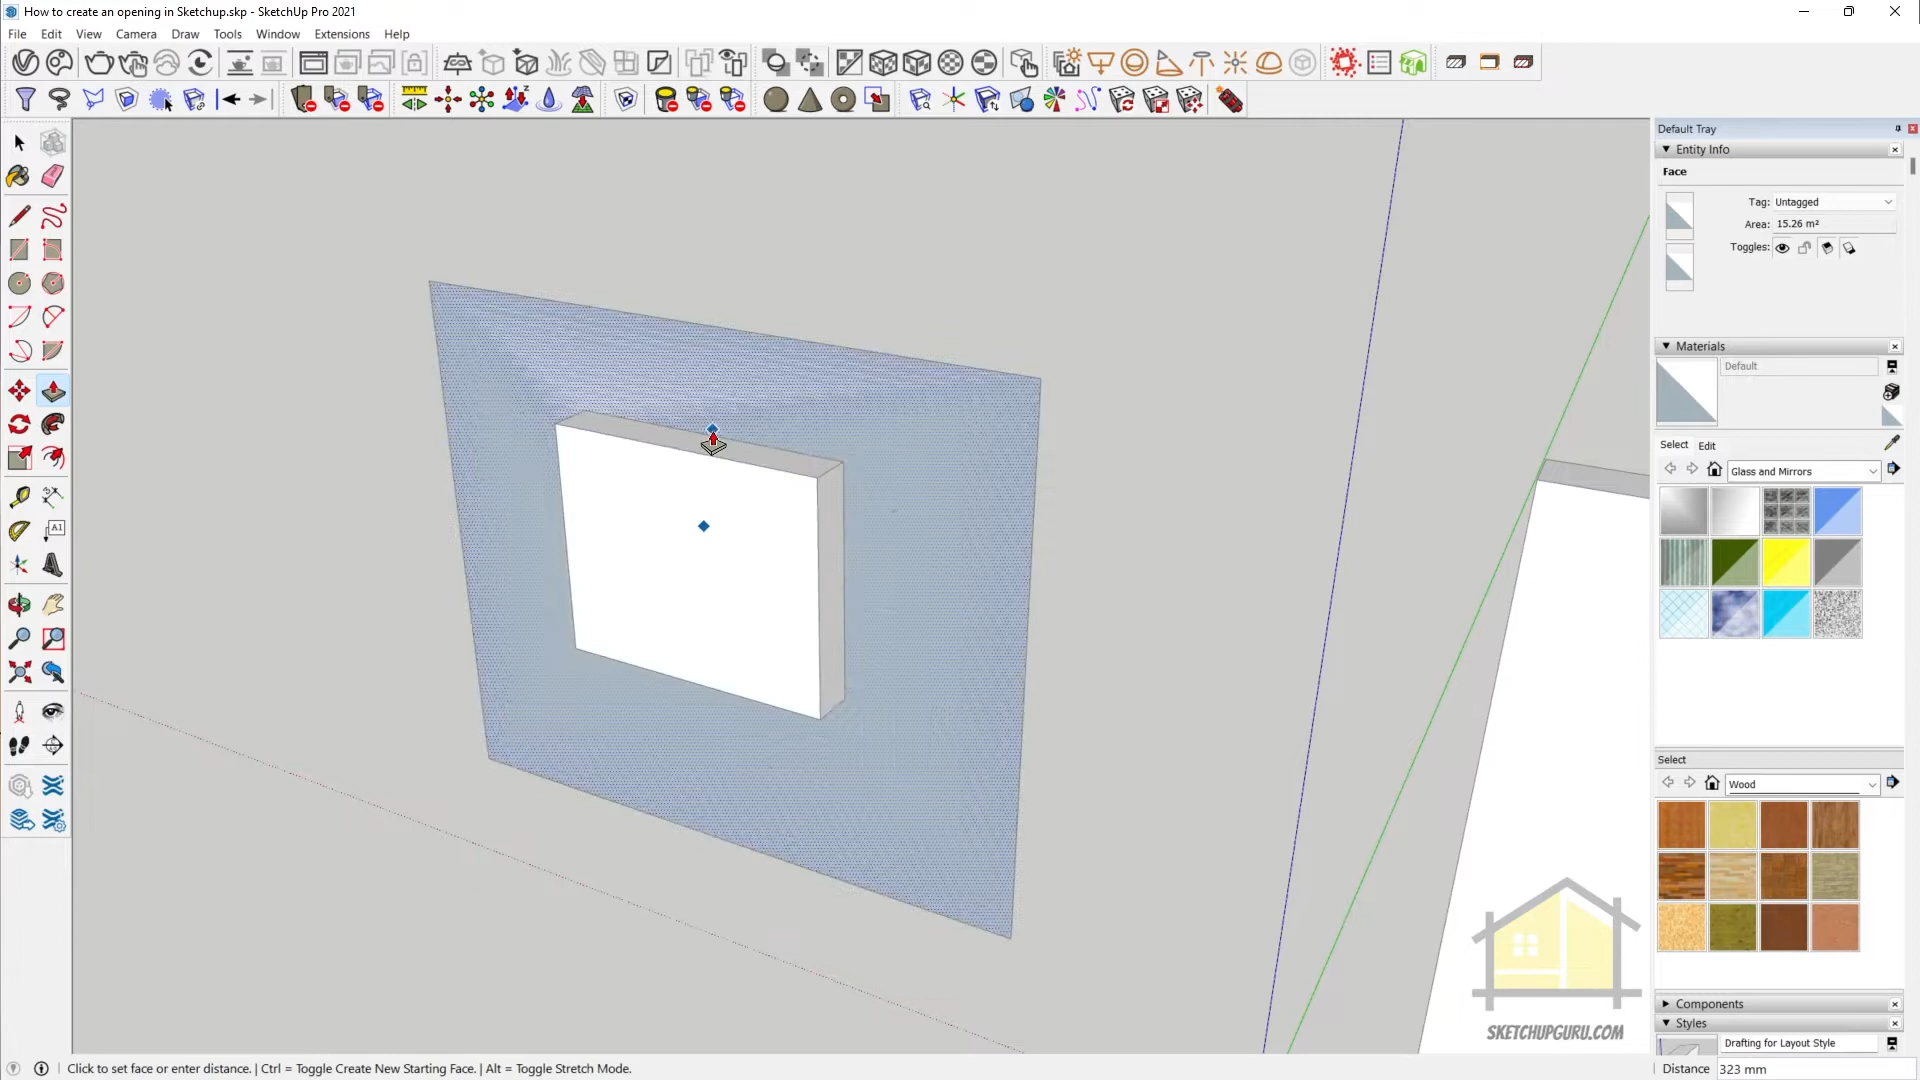 How to create an opening in Sketchup.skp - SketchUp Pro 2021
File Edit View Camera Draw Tools Window Extensions Help
Default Tray
Entity Info
Face
Tag: Untagged
Area: 15.26 m²
Toggles:
Materials
Default
Select Edit
Glass and Mirrors
A1
Select
Wood
Components
Styles
Drafting for Layout Style
SKETCHUPGURU.COM
Click to set face or enter distance. | Ctrl = Toggle Create New Starting Face. | Alt = Toggle Stretch Mode.
Distance 323 mm